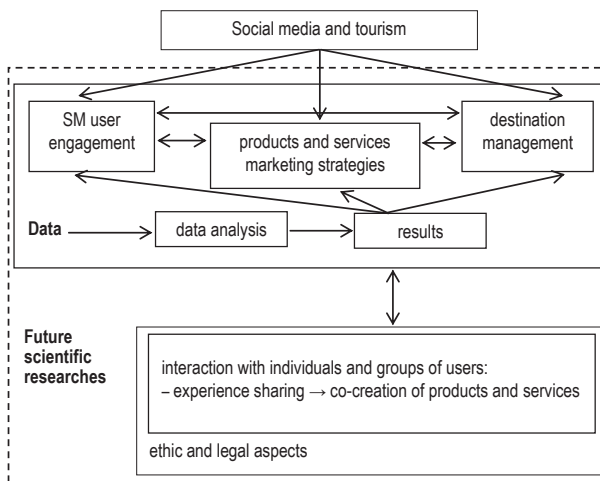 Social media and tourism
SM user
engagement
products and services
marketing strategies
destination
management
Data
data analysis
results
Future
scientific
researches
interaction with individuals and groups of users:
– experience sharing → co-creation of products and services
ethic and legal aspects